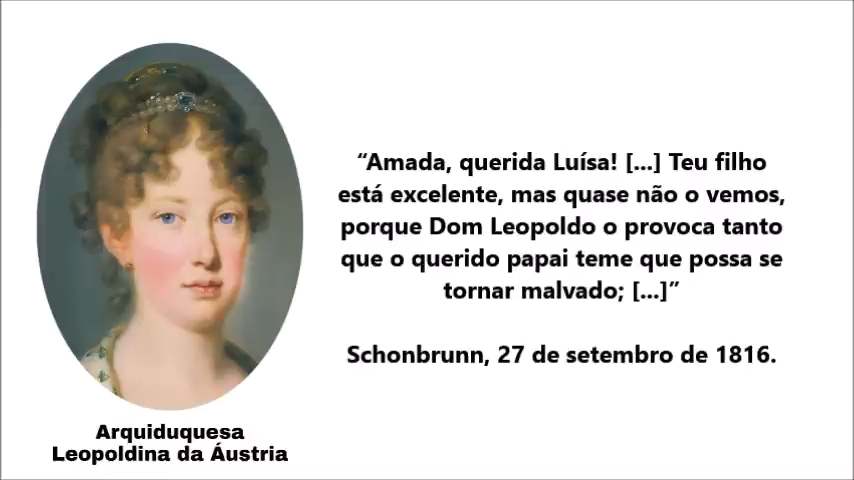 “Amada, querida Luísa! [...] Teu filho
está excelente, mas quase não o vemos,
porque Dom Leopoldo o provoca tanto
que o querido papai teme que possa se
tornar malvado; [...]”
Schonbrunn, 27 de setembro de 1816.
Arquiduquesa
Leopoldina da Áustria